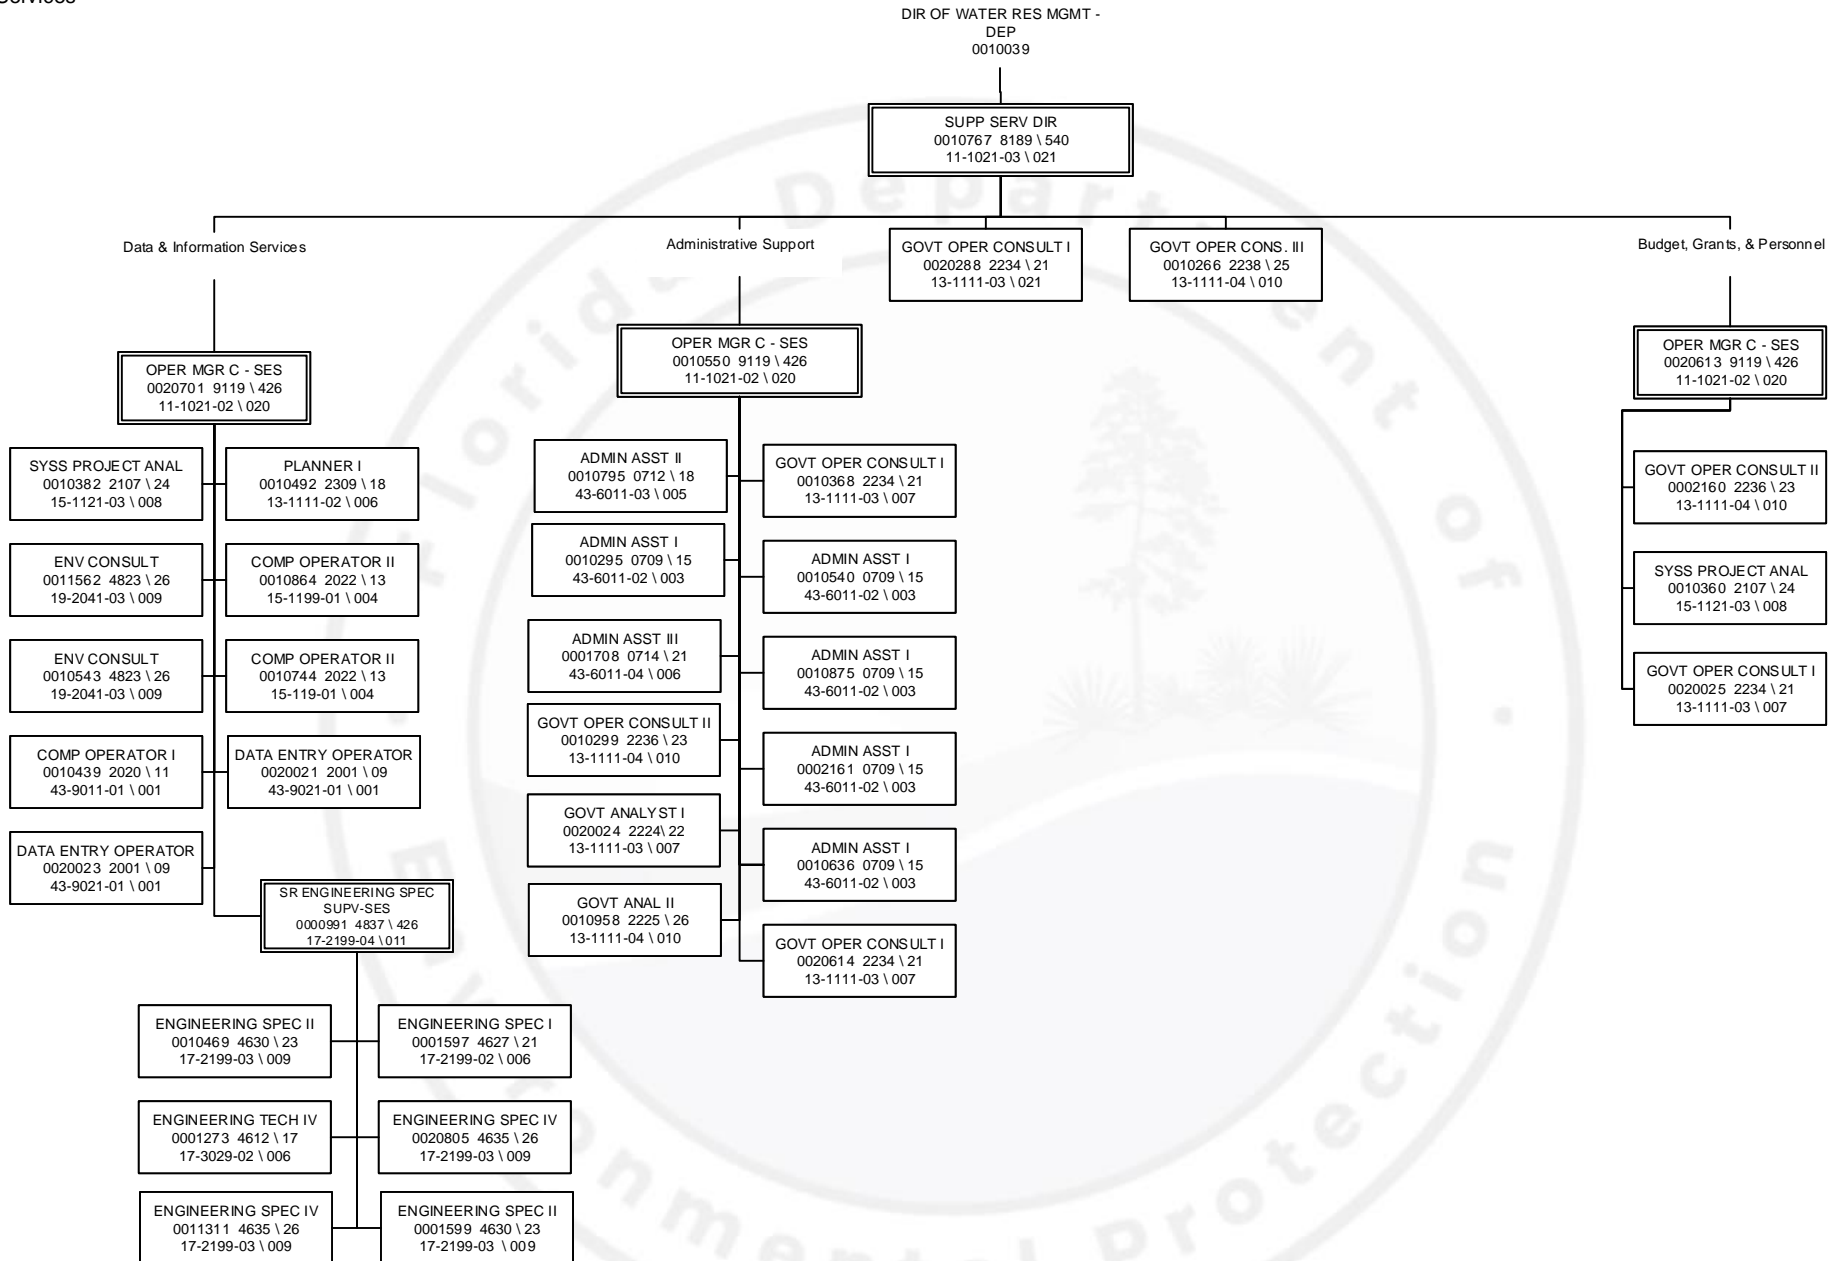 Services
DIR OF WATER RES MGMT -
DEP
0010039
SUPP SERV DIR
0010767 8189 \ 540
11-1021-03 \ 021
Data & Information Services
Administrative Support
GOVT OPER CONSULT I
0020288 2234 \ 21
13-1111-03 \ 021
GOVT OPER CONS. III
0010266 2238 \ 25
13-1111-04 \ 010
Budget, Grants, & Personnel
OPER MGR C - SES
0020701 9119 \ 426
11-1021-02 \ 020
SYSS PROJECT ANAL
0010382 2107 \ 24
15-1121-03 \ 008
PLANNER I
0010492 2309 \ 18
13-1111-02 \ 006
ENV CONSULT
0011562 4823 \ 26
19-2041-03 \ 009
COMP OPERATOR II
0010864 2022 \ 13
15-1199-01 \ 004
ENV CONSULT
0010543 4823 \ 26
19-2041-03 \ 009
COMP OPERATOR II
0010744 2022 \ 13
15-119-01 \ 004
COMP OPERATOR I
0010439 2020 \ 11
43-9011-01 \ 001
DATA ENTRY OPERATOR
0020021 2001 \ 09
43-9021-01 \ 001
DATA ENTRY OPERATOR
0020023 2001 \ 09
43-9021-01 \ 001
SR ENGINEERING SPEC
SUPV-SES
0000991 4837 \ 426
17-2199-04 \ 011
ENGINEERING SPEC II
0010469 4630 \ 23
17-2199-03 \ 009
ENGINEERING SPEC I
0001597 4627 \ 21
17-2199-02 \ 006
ENGINEERING TECH IV
0001273 4612 \ 17
17-3029-02 \ 006
ENGINEERING SPEC IV
0020805 4635 \ 26
17-2199-03 \ 009
ENGINEERING SPEC IV
0011311 4635 \ 26
17-2199-03 \ 009
ENGINEERING SPEC II
0001599 4630 \ 23
17-2199-03 \ 009
OPER MGR C - SES
0010550 9119 \ 426
11-1021-02 \ 020
ADMIN ASST II
0010795 0712 \ 18
43-6011-03 \ 005
GOVT OPER CONSULT I
0010368 2234 \ 21
13-1111-03 \ 007
ADMIN ASST I
0010295 0709 \ 15
43-6011-02 \ 003
ADMIN ASST I
0010540 0709 \ 15
43-6011-02 \ 003
ADMIN ASST III
0001708 0714 \ 21
43-6011-04 \ 006
ADMIN ASST I
0010875 0709 \ 15
43-6011-02 \ 003
GOVT OPER CONSULT II
0010299 2236 \ 23
13-1111-04 \ 010
ADMIN ASST I
0002161 0709 \ 15
43-6011-02 \ 003
GOVT ANALYST I
0020024 2224\ 22
13-1111-03 \ 007
ADMIN ASST I
0010636 0709 \ 15
43-6011-02 \ 003
GOVT ANAL II
0010958 2225 \ 26
13-1111-04 \ 010
GOVT OPER CONSULT I
0020614 2234 \ 21
13-1111-03 \ 007
OPER MGR C - SES
0020613 9119 \ 426
11-1021-02 \ 020
GOVT OPER CONSULT II
0002160 2236 \ 23
13-1111-04 \ 010
SYSS PROJECT ANAL
0010360 2107 \ 24
15-1121-03 \ 008
GOVT OPER CONSULT I
0020025 2234 \ 21
13-1111-03 \ 007
Florida Department of
Environmental Protection